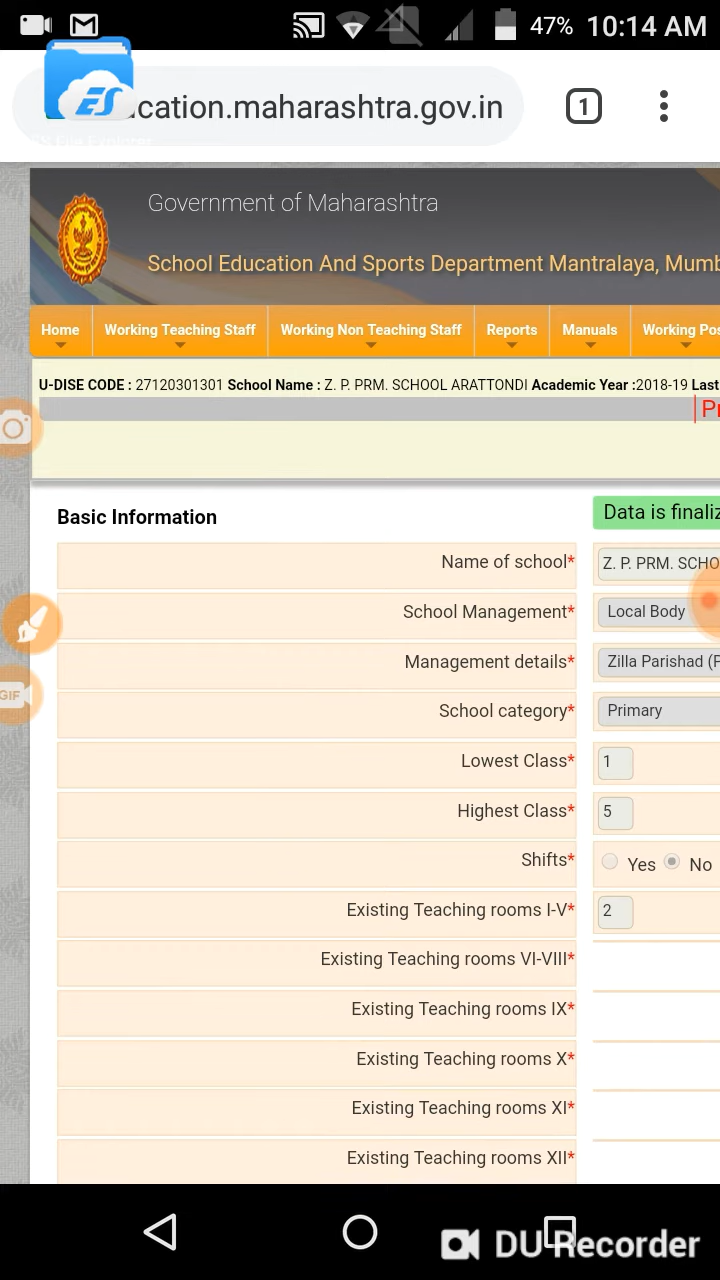 47% 10:14 AM
ES cation.maharashtra.gov.in 1
Government of Maharashtra
School Education And Sports Department Mantralaya, Mumb
Home Working Teaching Staff Working Non Teaching Staff Reports Manuals Working Pos
U-DISE CODE : 27120301301 School Name : Z. P. PRM. SCHOOL ARATTONDI Academic Year :2018-19 Last
Pr
Basic Information Data is finaliz
Name of school* Z. P. PRM. SCHO
School Management* Local Body
Management details* Zilla Parishad (P
School category* Primary
Lowest Class* 1
Highest Class* 5
Shifts* Yes No
Existing Teaching rooms I-V* 2
Existing Teaching rooms VI-VIII*
GIF
Existing Teaching rooms IX*
Existing Teaching rooms X*
Existing Teaching rooms XI*
Existing Teaching rooms XII*
DU Recorder